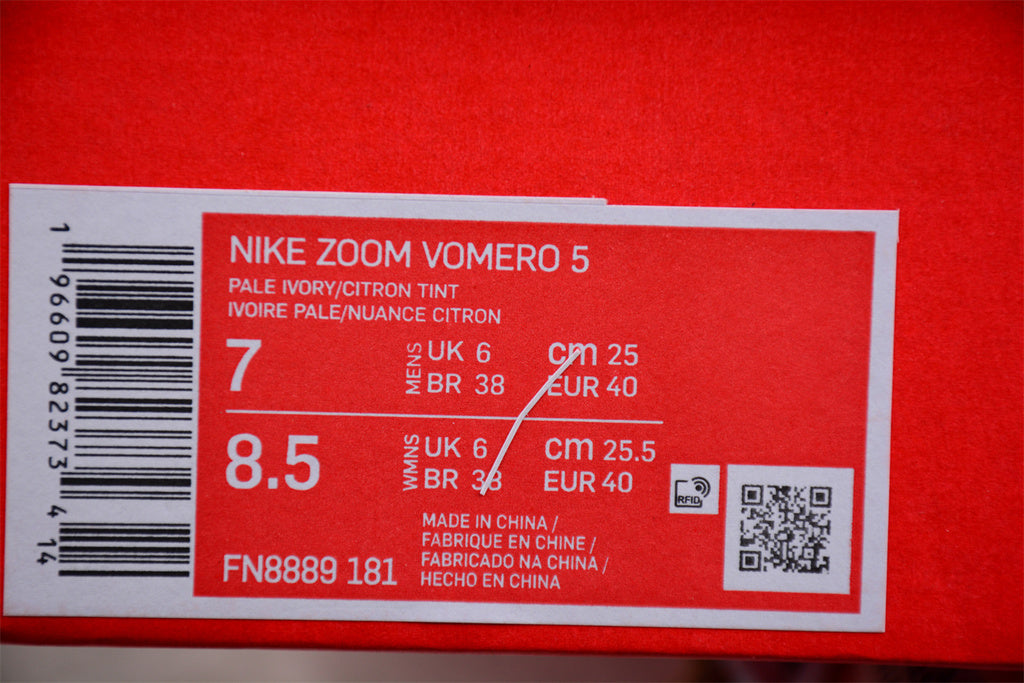 NIKE ZOOM VOMERO 5
PALE IVORY/CITRON TINT
IVOIRE PALE/NUANCE CITRON
7
MENS
UK 6 cm 25
BR 38 EUR 40
8.5
WMNS
UK 6 cm 25.5
BR 38 EUR 40
MADE IN CHINA /
FABRIQUE EN CHINE /
FABRICADO NA CHINA /
HECHO EN CHINA
FN8889 181
RFID
1 96609 82373 4 14